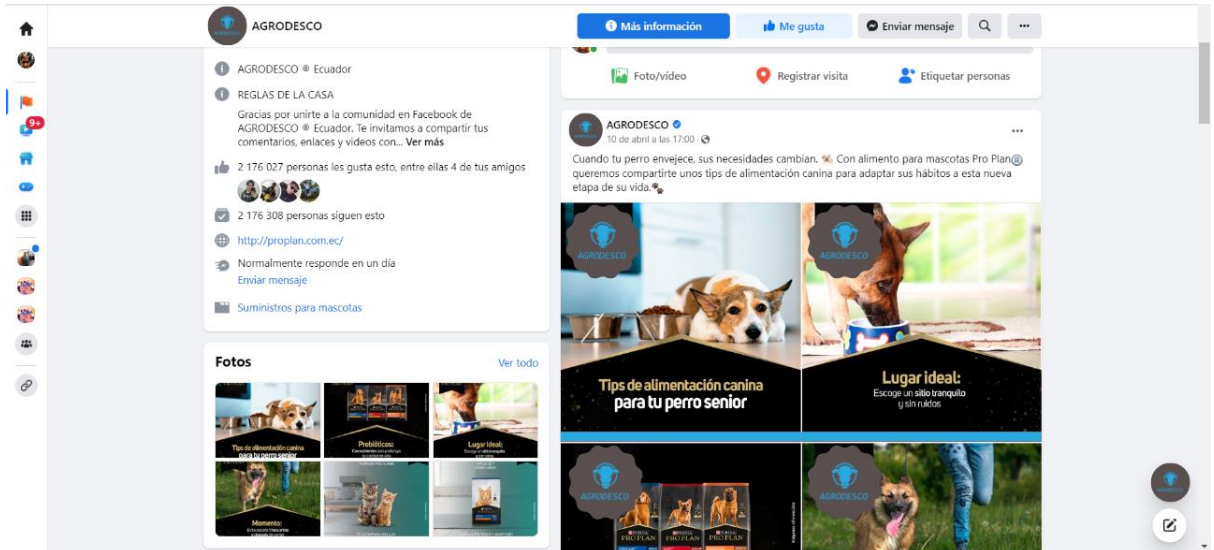 AGRODESCO
Más información
Me gusta
Enviar mensaje
AGRODESCO ® Ecuador
REGLAS DE LA CASA
Gracias por unirte a la comunidad en Facebook de
AGRODESCO ® Ecuador. Te invitamos a compartir tus
comentarios, enlaces y videos con... Ver más
2 176 027 personas les gusta esto, entre ellas 4 de tus amigos
2 176 308 personas siguen esto
http://proplan.com.ec/
Normalmente responde en un día
Enviar mensaje
Suministros para mascotas
Fotos
Ver todo
Tips de alimentación canina
para tu perro senior
Prebióticos:
Lugar Ideal:
Momento:
9+
Foto/vídeo
Registrar visita
Etiquetar personas
AGRODESCO
10 de abril a las 17:00
Cuando tu perro envejece, sus necesidades cambian. Con alimento para mascotas Pro Plan®
queremos compartirte unos tips de alimentación canina para adaptar sus hábitos a esta nueva
etapa de su vida.
AGRODESCO
Tips de alimentación canina
para tu perro senior
AGRODESCO
Lugar ideal:
Escoge un sitio tranquilo
y sin ruidos
AGRODESCO
PURINA PURINA PURINA
PRO PLAN PRO PLAN PRO PLAN
AGRODESCO